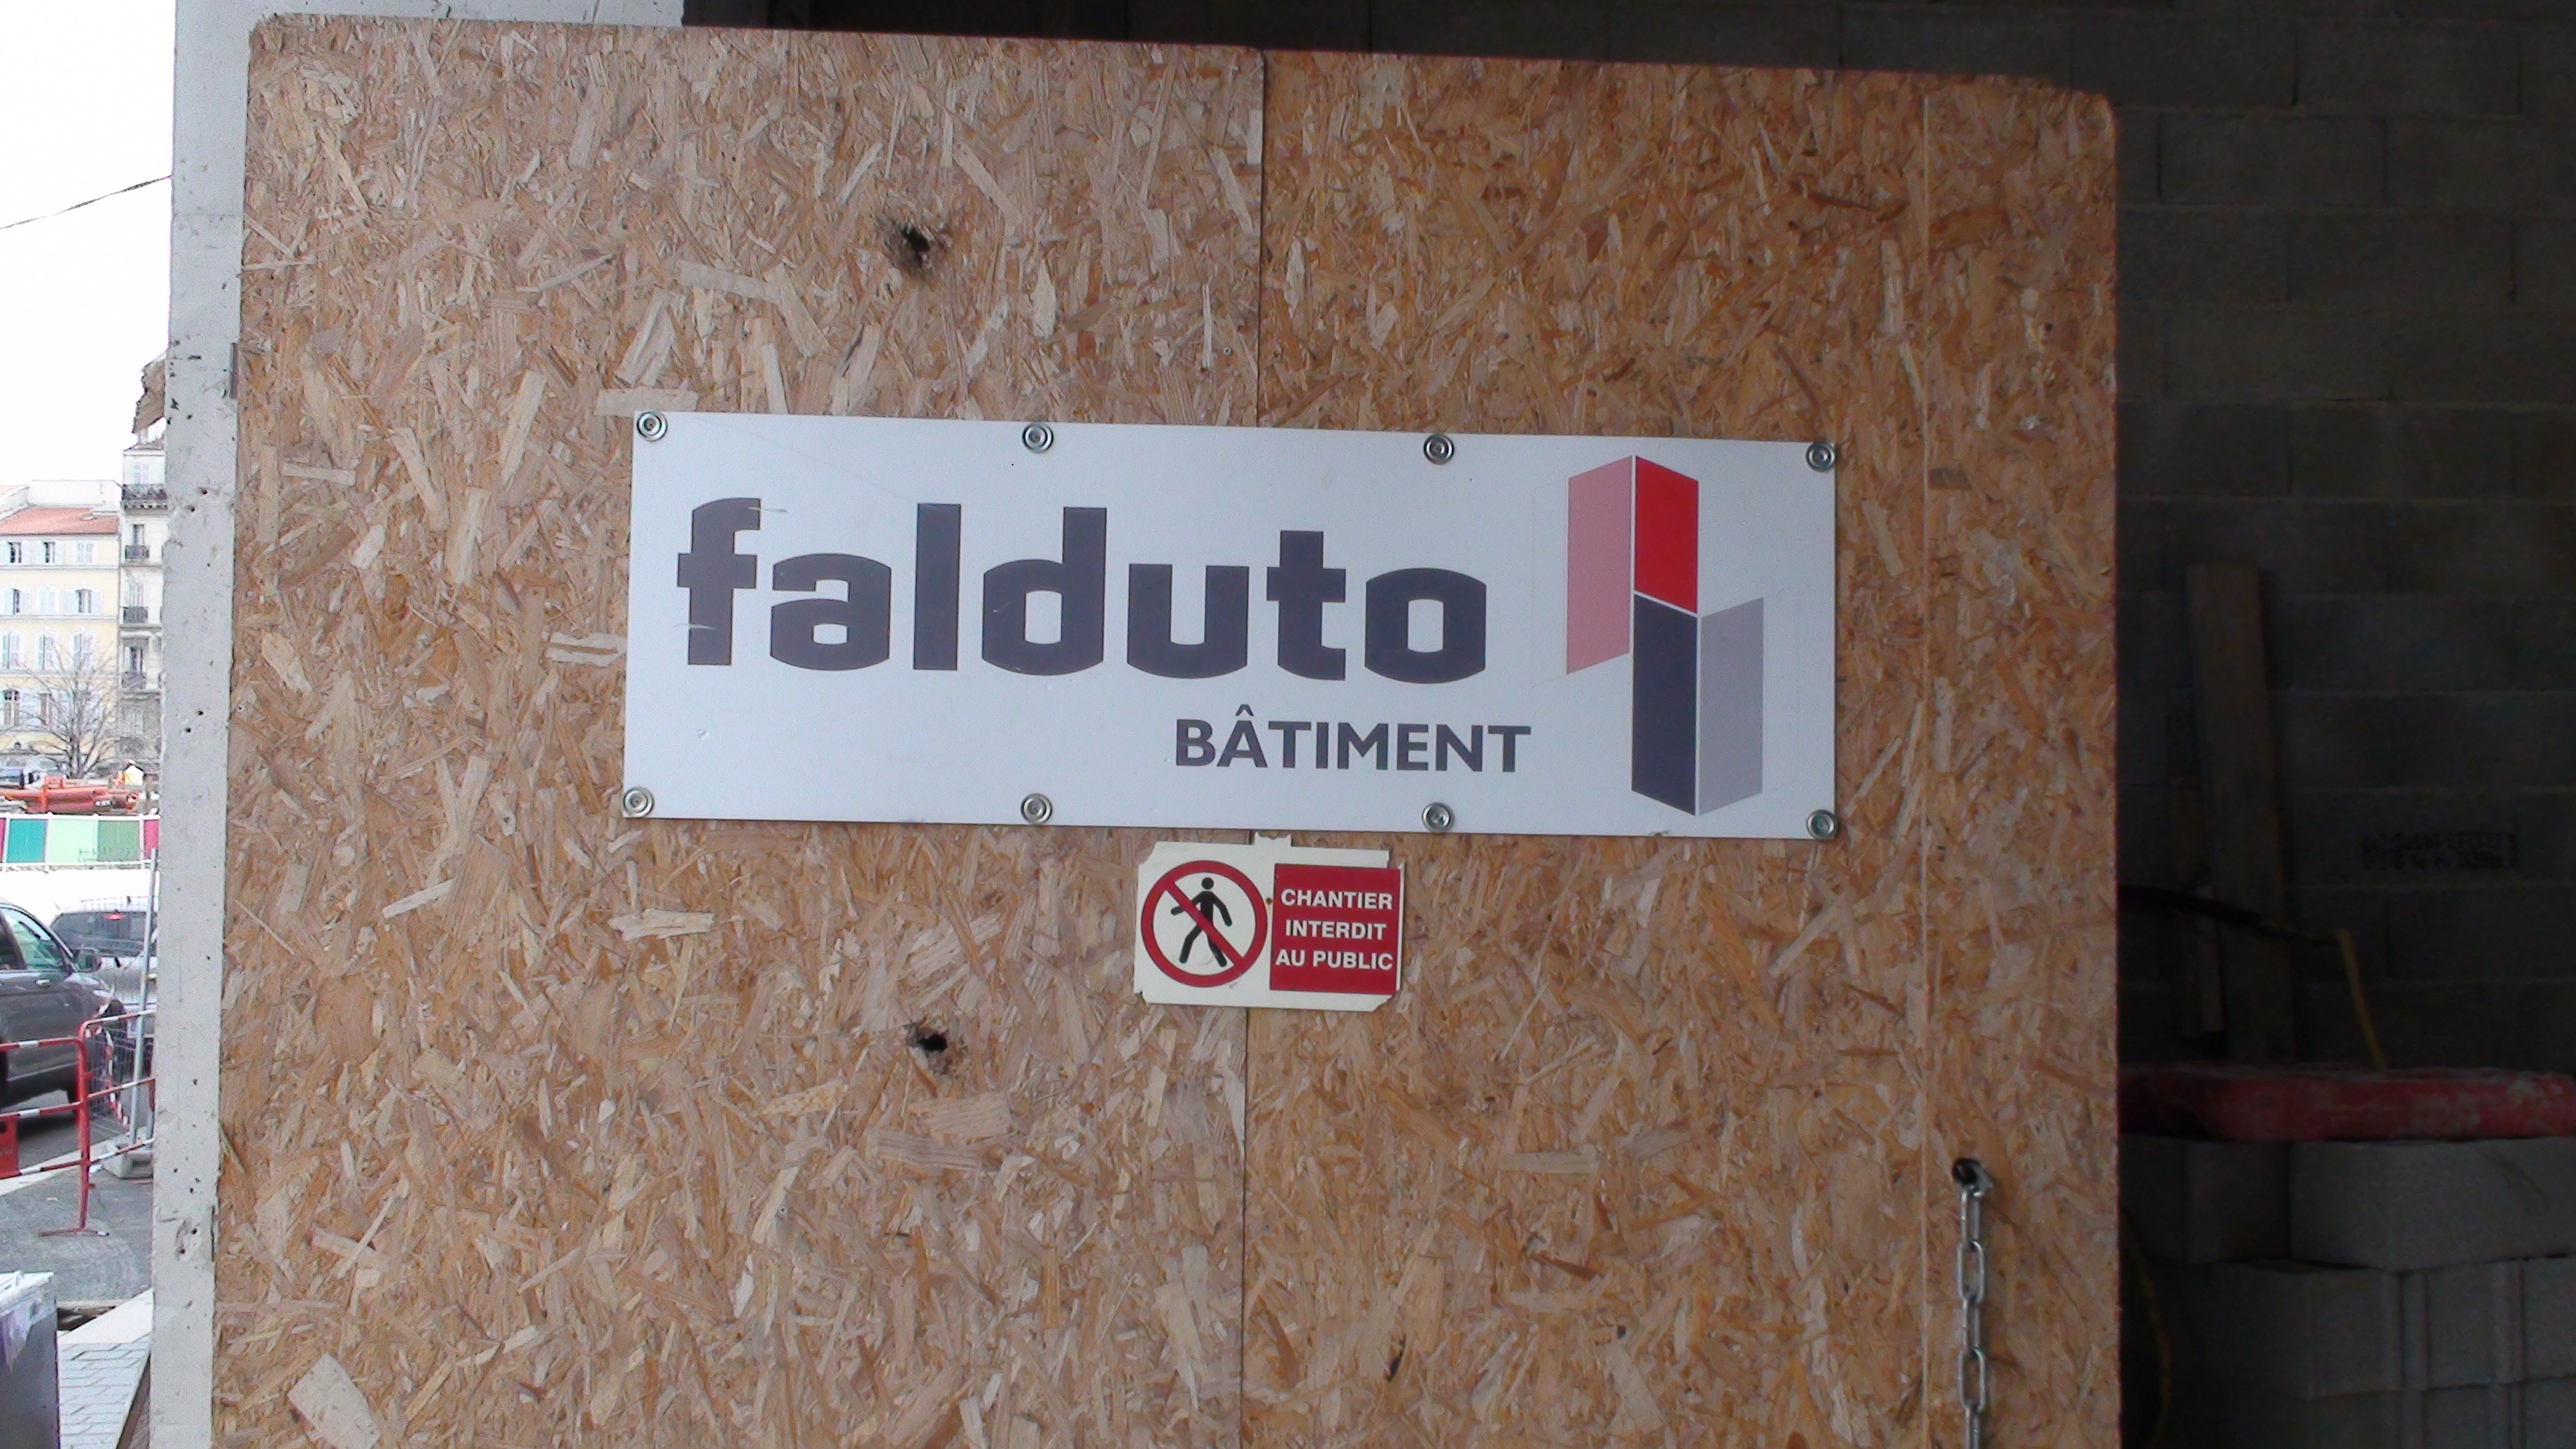 falduto
BÂTIMENT
CHANTIER
INTERDIT
AU PUBLIC